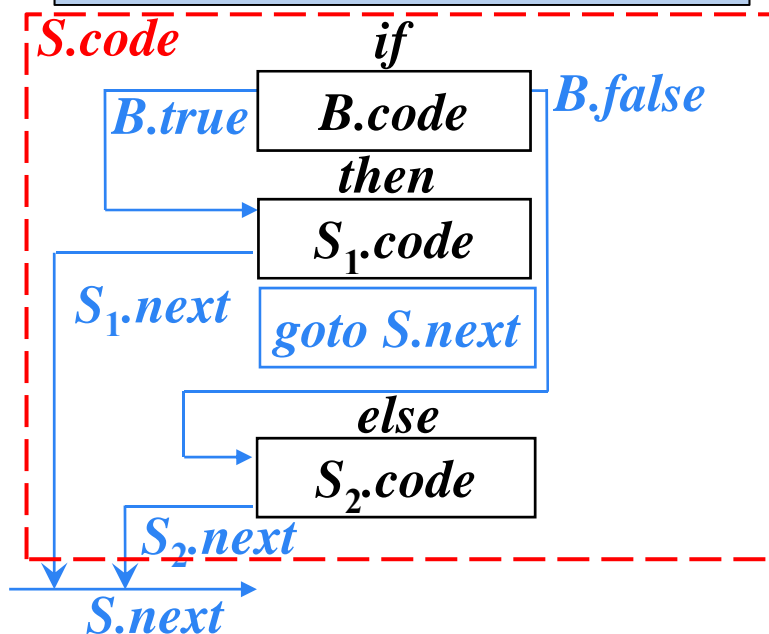 S.code
if
B.true
B.code
B.false
then
S₁.code
S₁.next
goto S.next
else
S₂.code
S₂.next
S.next